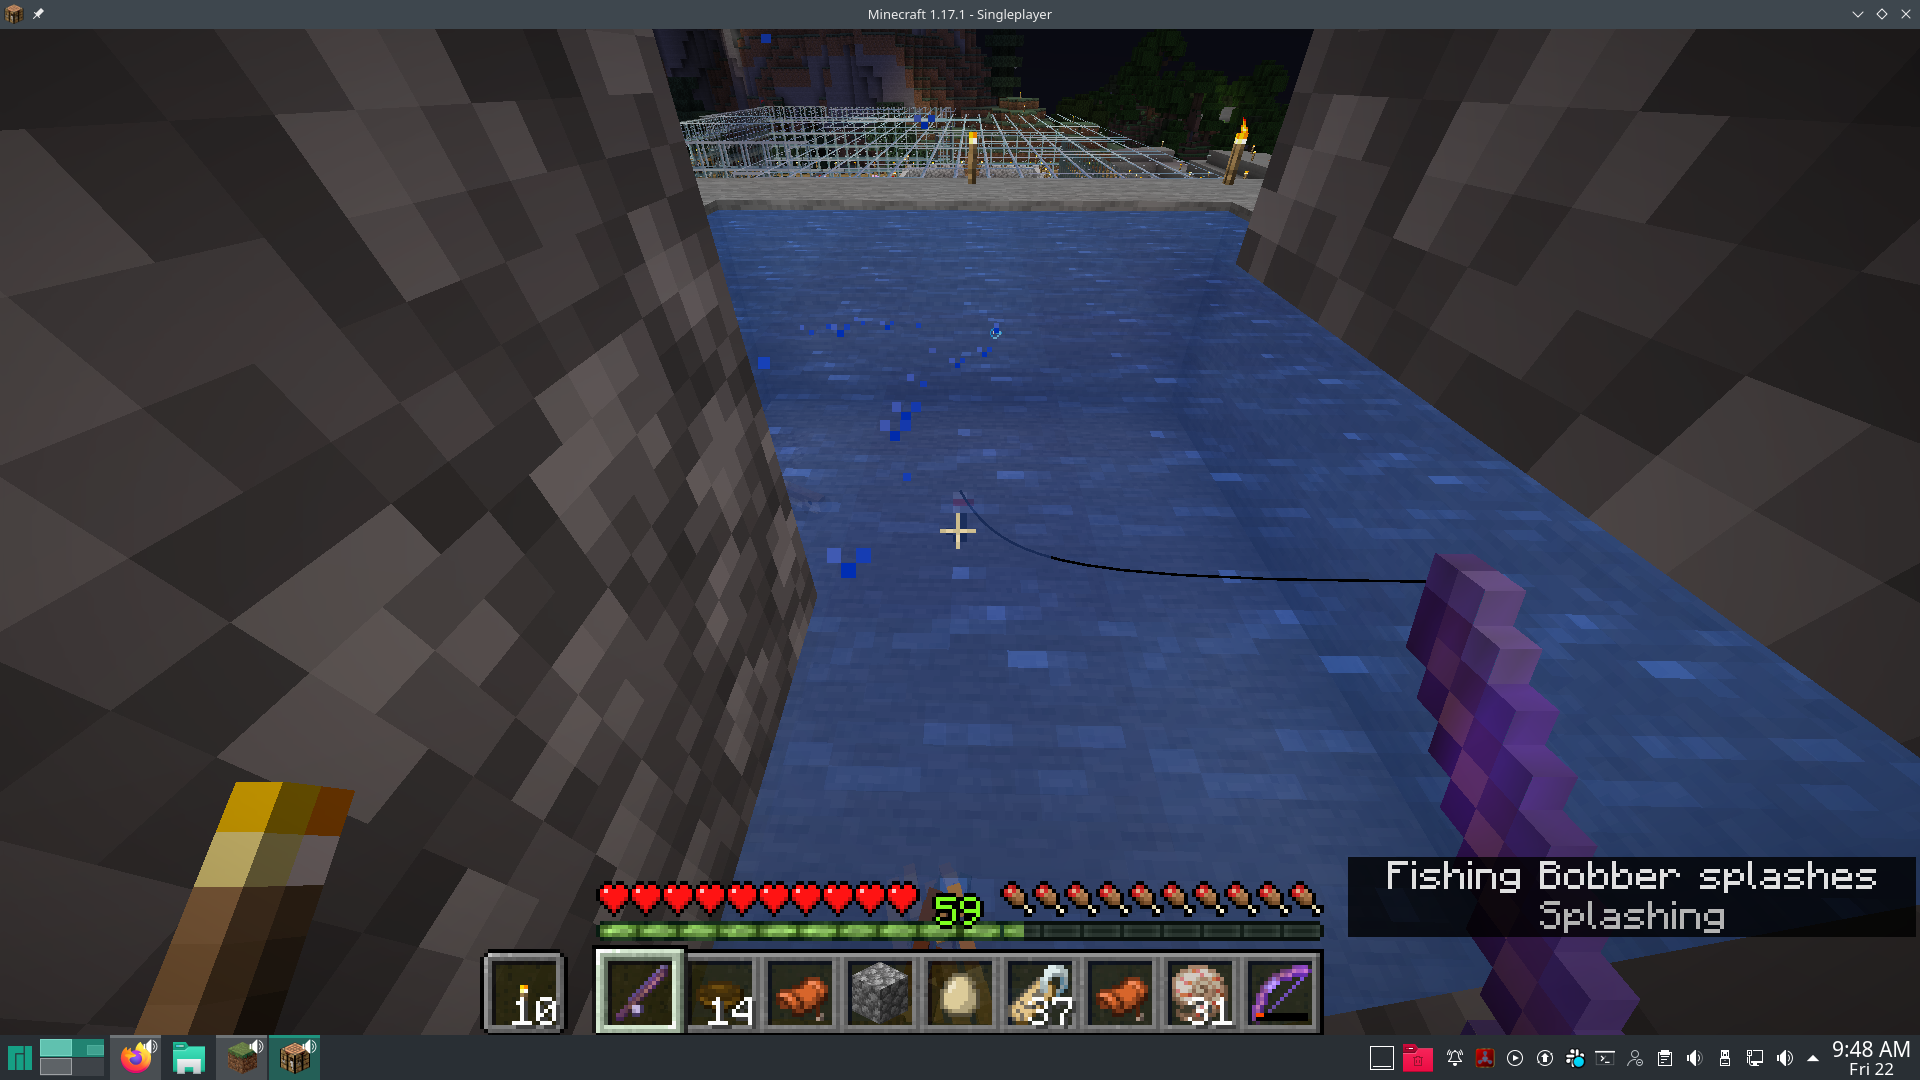 Minecraft 1.17.1 - Singleplayer
Fishing Bobber splashes
Splashing
59
10
14
37
31
9:48 AM
Fri 22